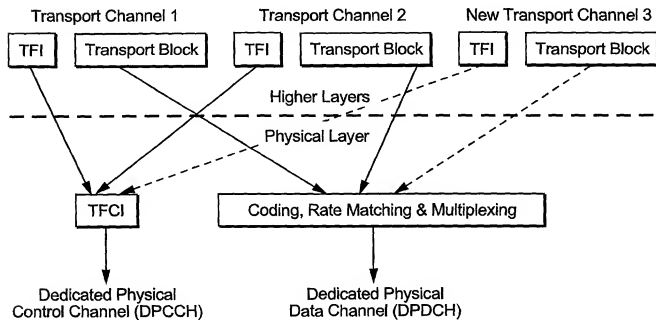 Transport Channel 1
Transport Channel 2
New Transport Channel 3
TFI
Transport Block
TFI
Transport Block
TFI
Transport Block
Higher Layers
Physical Layer
TFCI
Coding, Rate Matching & Multiplexing
Dedicated Physical
Control Channel (DPCCH)
Dedicated Physical
Data Channel (DPDCH)